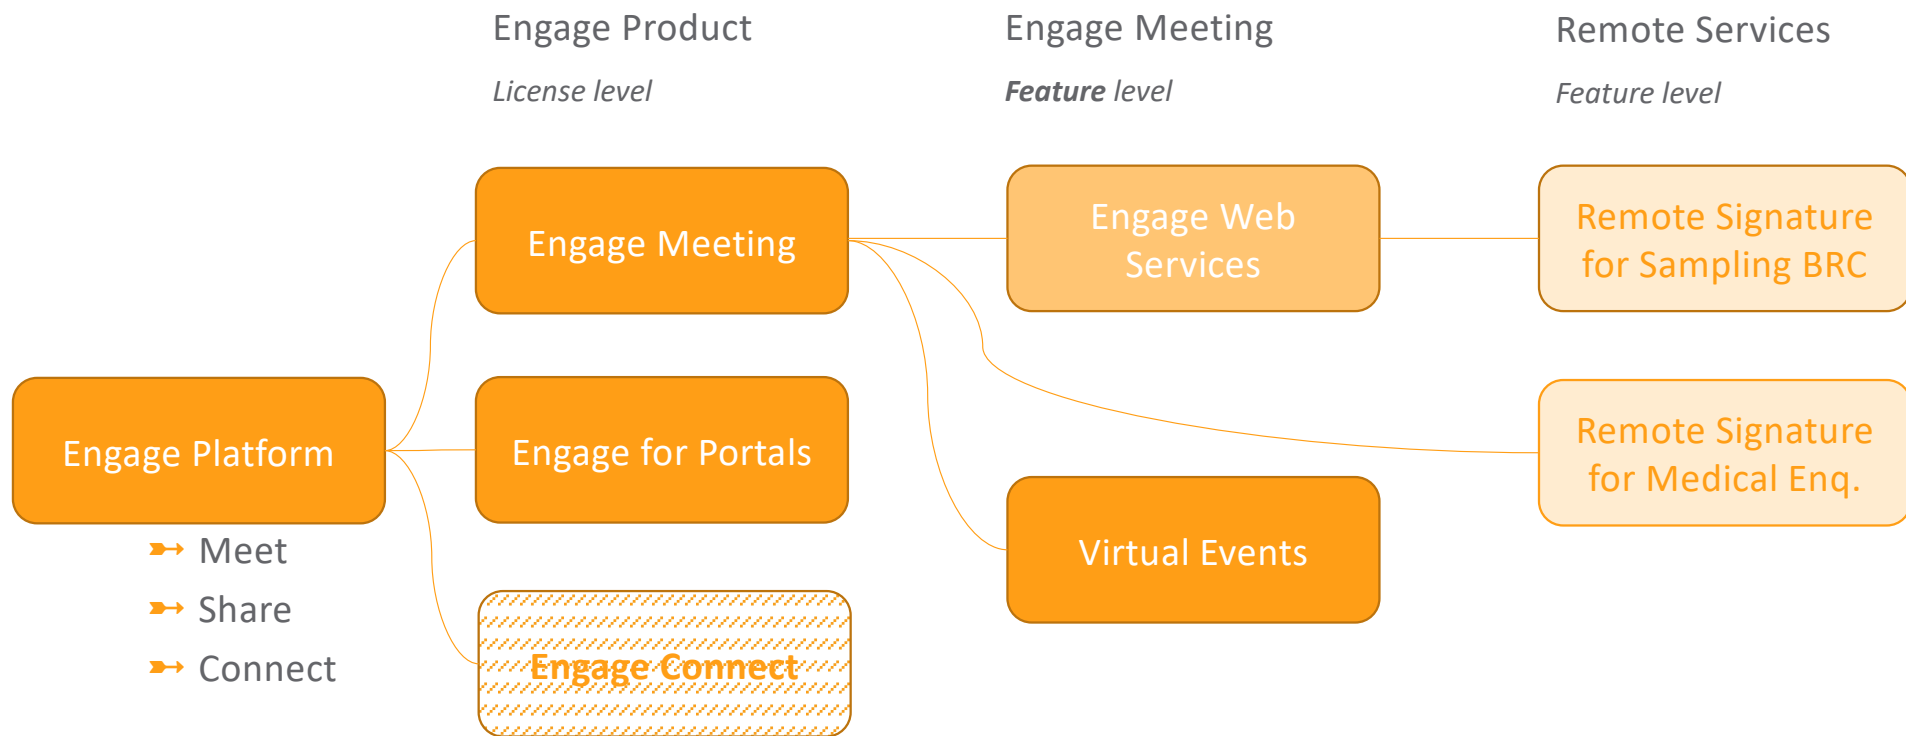 Engage Product
License level
Engage Meeting
Feature level
Remote Services
Feature level
Engage Platform
Meet
Share
Connect
Engage Meeting
Engage for Portals
Engage Connect
Engage Web
Services
Virtual Events
Remote Signature
for Sampling BRC
Remote Signature
for Medical Enq.